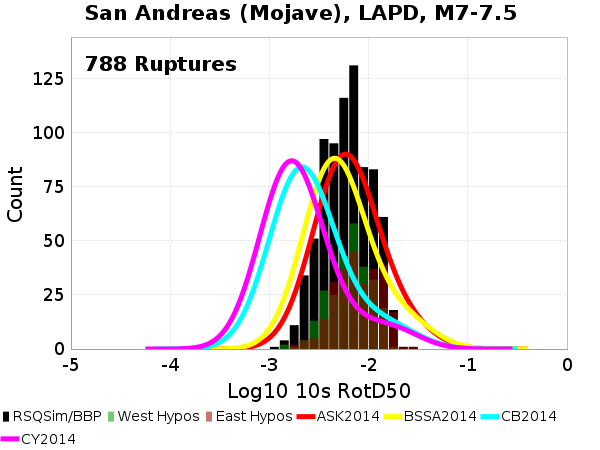 San Andreas (Mojave), LAPD, M7-7.5
788 Ruptures
Count
125
100
75
50
25
0
-5 -4 -3 -2 -1 0
Log10 10s RotD50
RSQSim/BBP West Hypos East Hypos ASK2014 BSSA2014 CB2014
CY2014